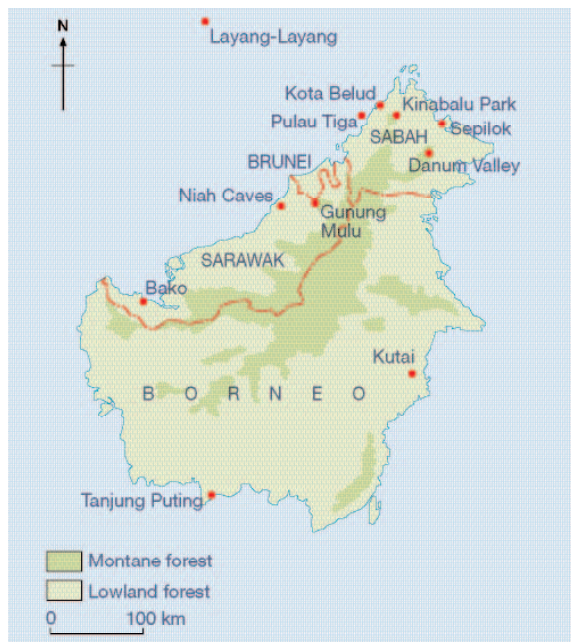 N
Layang-Layang
Kota Belud
Kinabalu Park
Pulau Tiga
SABAH
Sepilok
BRUNEI
Danum Valley
Niah Caves
Gunung
Mulu
SARAWAK
Bako
Kutai
BORNEO
Tanjung Puting
Montane forest
Lowland forest
0 100 km